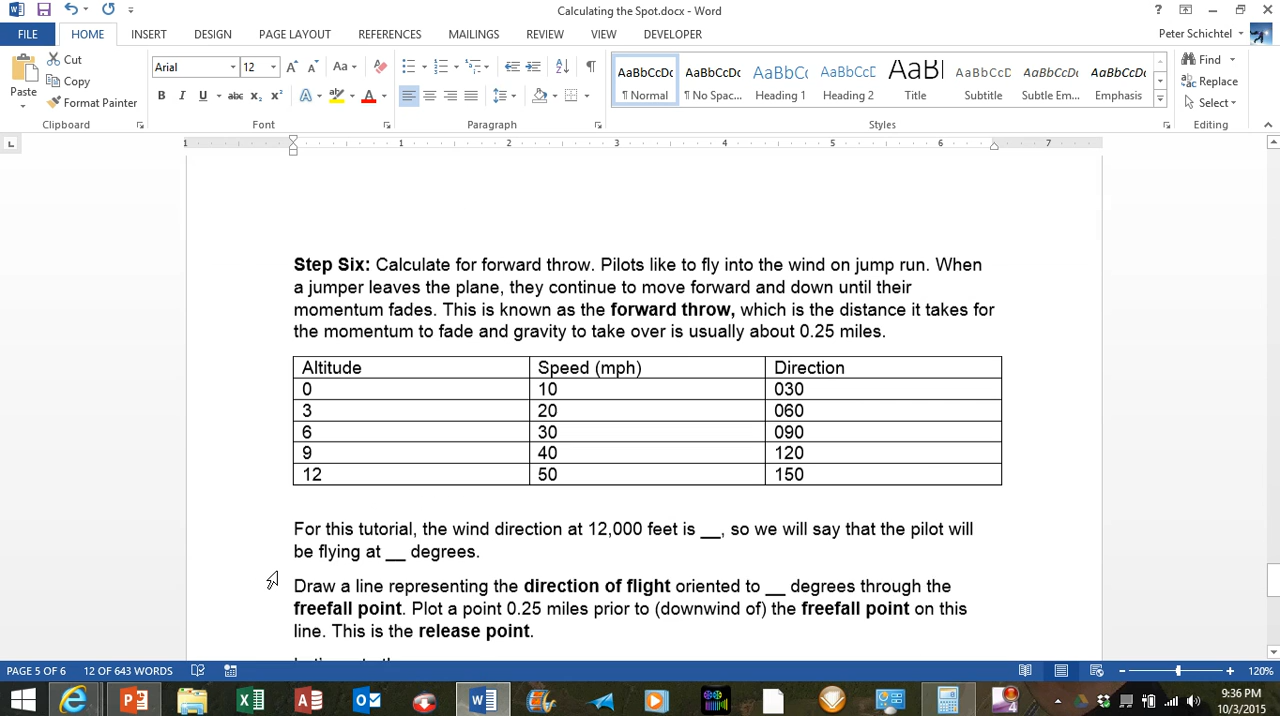 Calculating the Spot.docx - Word
FILE HOME INSERT DESIGN PAGE LAYOUT REFERENCES MAILINGS REVIEW VIEW DEVELOPER Peter Schichtel
Paste Cut Copy Format Painter
Arial 12
AaBbCcDc AaBbCcDc AaBbCc AaBbCc AaBl AaBbCcD AaBbCcDc AaBbCcDc
¶ Normal ¶ No Spac... Heading 1 Heading 2 Title Subtitle Subtle Em... Emphasis
Find Replace Select
Clipboard Font Paragraph Styles Editing
1 1 2 3 4 5 6 7
Step Six: Calculate for forward throw. Pilots like to fly into the wind on jump run. When
a jumper leaves the plane, they continue to move forward and down until their
momentum fades. This is known as the forward throw, which is the distance it takes for
the momentum to fade and gravity to take over is usually about 0.25 miles.
Altitude Speed (mph) Direction
0 10 030
3 20 060
6 30 090
9 40 120
12 50 150
For this tutorial, the wind direction at 12,000 feet is __, so we will say that the pilot will
be flying at __ degrees.
Draw a line representing the direction of flight oriented to __ degrees through the
freefall point. Plot a point 0.25 miles prior to (downwind of) the freefall point on this
line. This is the release point.
PAGE 5 OF 6 12 OF 643 WORDS 120%
9:36 PM
10/3/2015